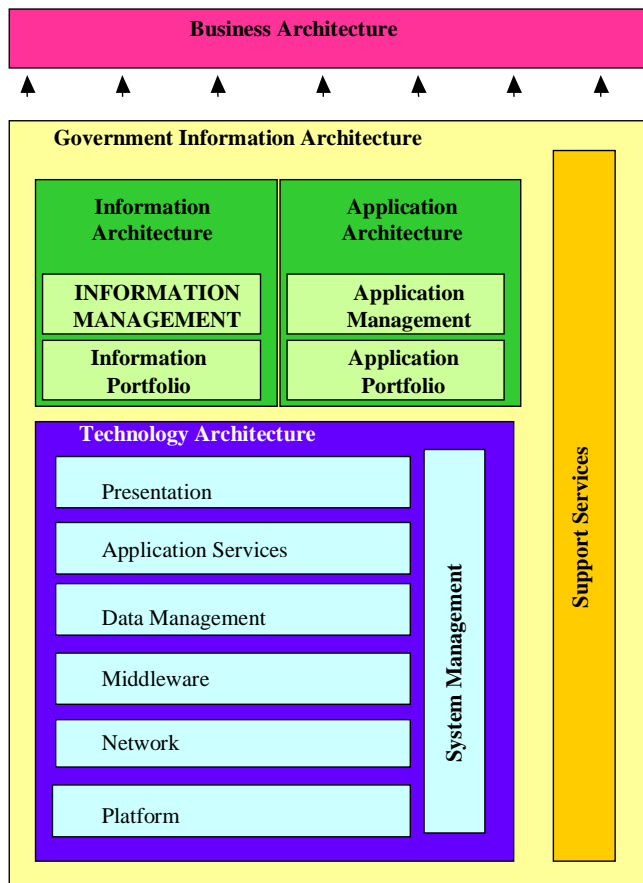 Business Architecture
Government Information Architecture
Information
Architecture
INFORMATION
MANAGEMENT
Information
Portfolio
Application
Architecture
Application
Management
Application
Portfolio
Technology Architecture
Presentation
Application Services
Data Management
Middleware
Network
Platform
System Management
Support Services